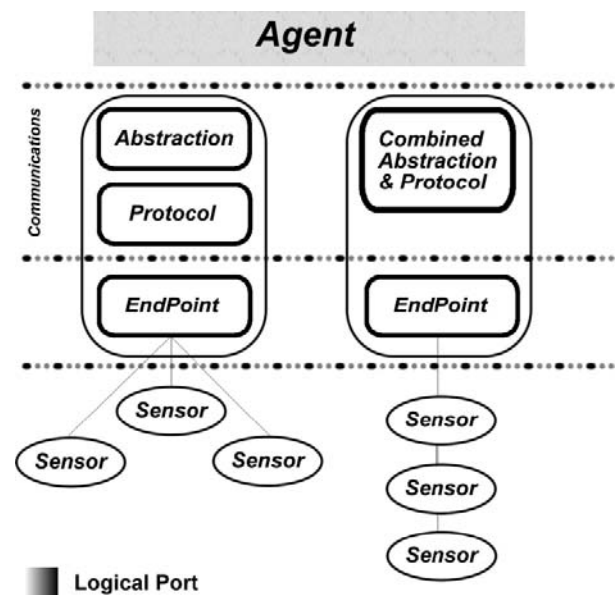 Agent
Communications
Abstraction
Protocol
EndPoint
Combined
Abstraction
& Protocol
EndPoint
Sensor
Sensor
Sensor
Sensor
Sensor
Sensor
Logical Port